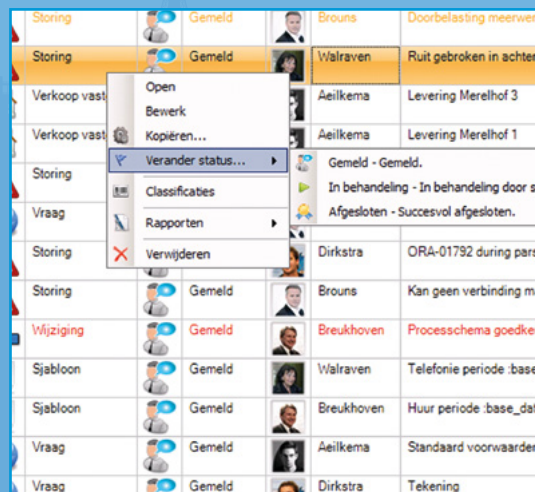 Storing Gemeld Brouns Doorbelasting meerwer
Storing Gemeld Walraven Ruit gebroken in achter
Open
Verkoop vast Aeilkema Levering Merelhof 3
Bewerk
Verkoop vast Kopiëren... Aeilkema Levering Merelhof 1
Verander status...
Gemeld - Gemeld.
Storing
In behandeling - In behandeling door s
Classificaties
Vraag
Afgesloten - Succesvol afgesloten.
Rapporten
Storing Verwijderen Dirkstra ORA-01792 during pars
Storing Gemeld Brouns Kan geen verbinding m
Wijziging Gemeld Breukhoven Processchema goedke
Sjabloon Gemeld Walraven Telefonie periode :base
Sjabloon Gemeld Breukhoven Huur periode :base_dat
Vraag Gemeld Aeilkema Standaard voorwaarden
Vraag Gemeld Dirkstra Tekening